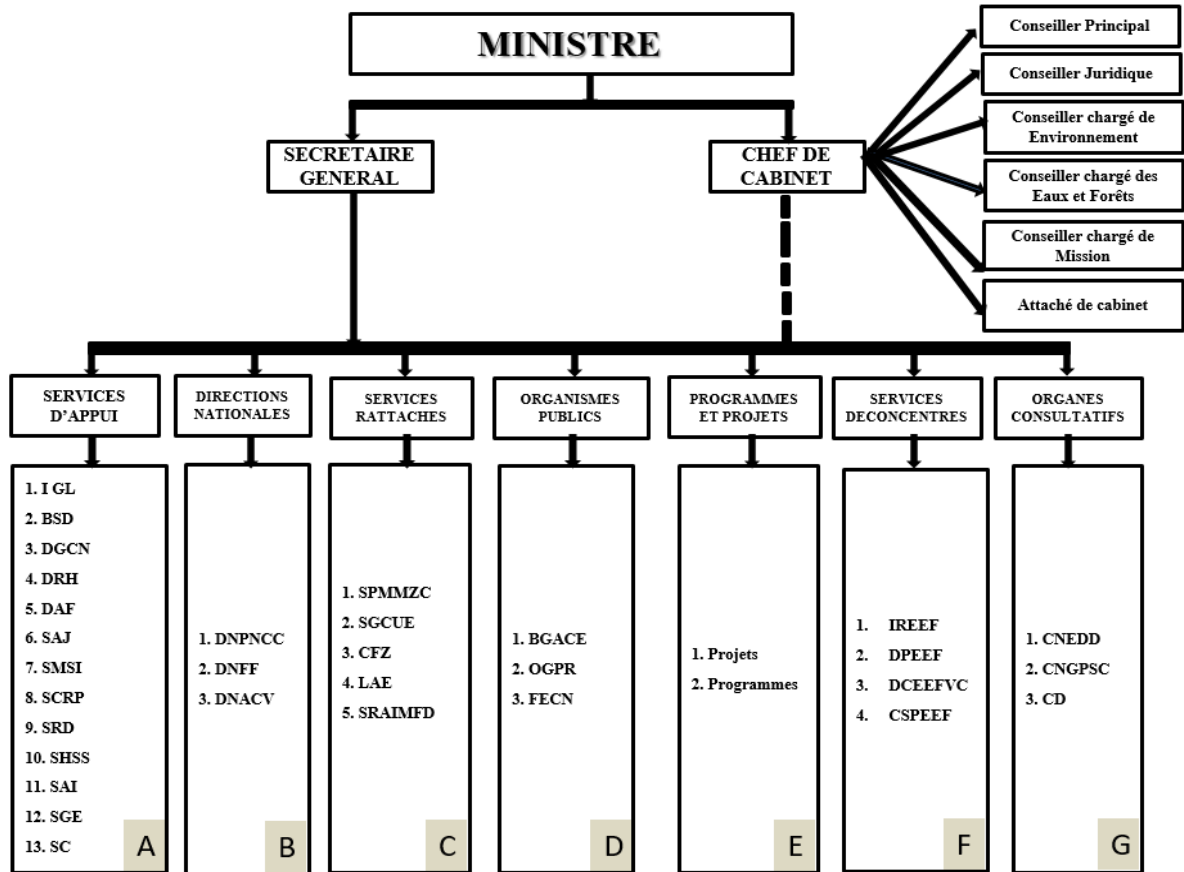 MINISTRE
Conseiller Principal
Conseiller Juridique
Conseiller chargé de
Environnement
Conseiller chargé des
Eaux et Forêts
Conseiller chargé de
Mission
Attaché de cabinet
SECRETAIRE
GENERAL
CHEF DE
CABINET
SERVICES
D'APPUI
DIRECTIONS
NATIONALES
SERVICES
RATTACHES
ORGANISMES
PUBLICS
PROGRAMMES
ET PROJETS
SERVICES
DECONCENTRES
ORGANES
CONSULTATIFS
1. I GL
2. BSD
3. DGCN
4. DRH
5. DAF
6. SAJ
7. SMSI
8. SCRP
9. SRD
10. SHSS
11. SAI
12. SGE
13. SC
A
1. DNPNCC
2. DNFF
3. DNACV
B
1. SPMMZC
2. SGCUE
3. CFZ
4. LAE
5. SRAIMFD
C
1. BGACE
2. OGPR
3. FECN
D
1. Projets
2. Programmes
E
1. IREEF
2. DPEEF
3. DCEEFVC
4. CSPEEF
F
1. CNEDD
2. CNGPSC
3. CD
G